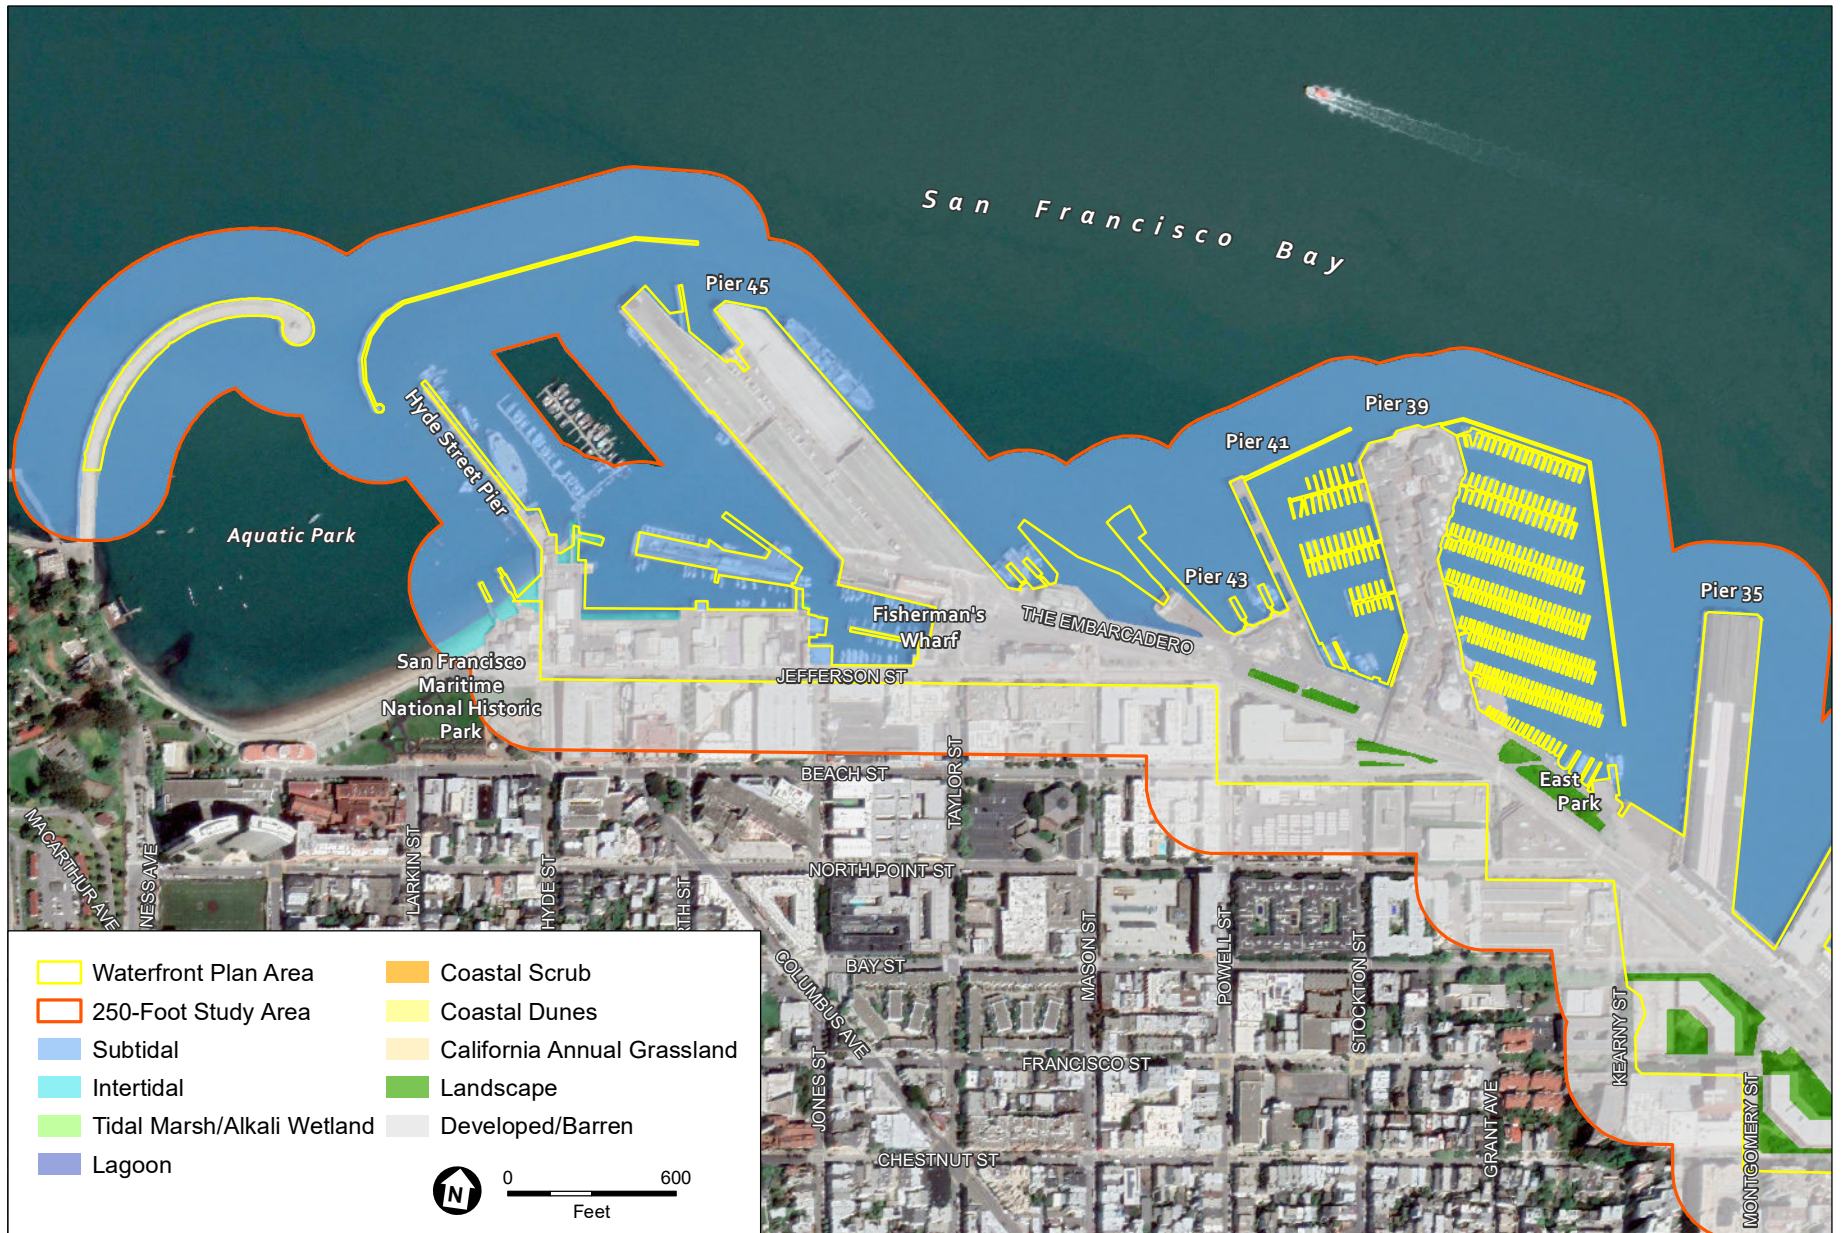 San Francisco Bay
Pier 45
Pier 39
Pier 41
Hyde Street Pier
Aquatic Park
Pier 43
Pier 35
Fisherman's
Wharf
THE EMBARCADERO
San Francisco
Maritime
National Historic
Park
JEFFERSON ST
East
Park
BEACH ST
TAYLOR ST
MACARTHUR AVE
NESS AVE
LARKIN ST
HYDE ST
NORTH POINT ST
COLUMBUS AVE
BAY ST
MASON ST
POWELL ST
STOCKTON ST
KEARNY ST
JONES ST
FRANCISCO ST
GRANT AVE
MONTGOMERY ST
CHESTNUT ST
Waterfront Plan Area
250-Foot Study Area
Subtidal
Intertidal
Tidal Marsh/Alkali Wetland
Lagoon
Coastal Scrub
Coastal Dunes
California Annual Grassland
Landscape
Developed/Barren
N
0 600
Feet